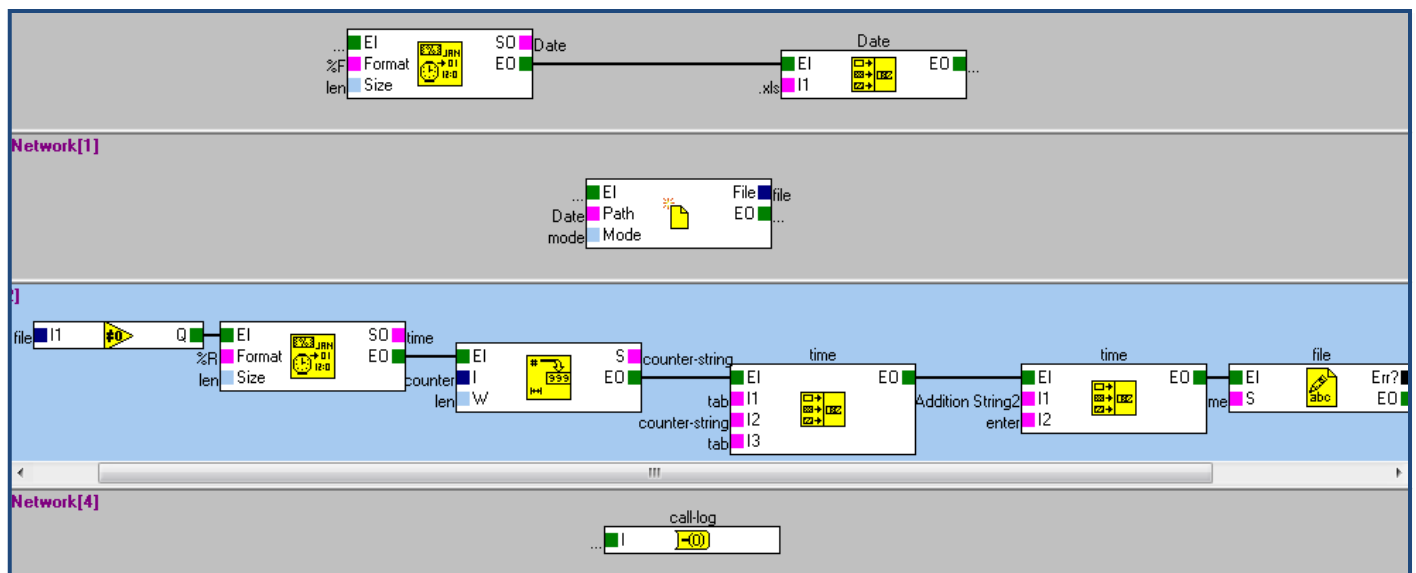 Date
... EI SO Date EI EO ...
%F Format EO .xls I1
len Size
Network[1]
... EI File file
Date Path EO ...
mode Mode
2]
file I1 Q EI SO time
%R Format EO EI S counter-string time time file
len Size counter I EO EI EO EI EO EI Err?
len W tab I1 Addition String2 I1 me S EO
counter-string I2 enter I2
tab I3
Network[4]
call-log
... I